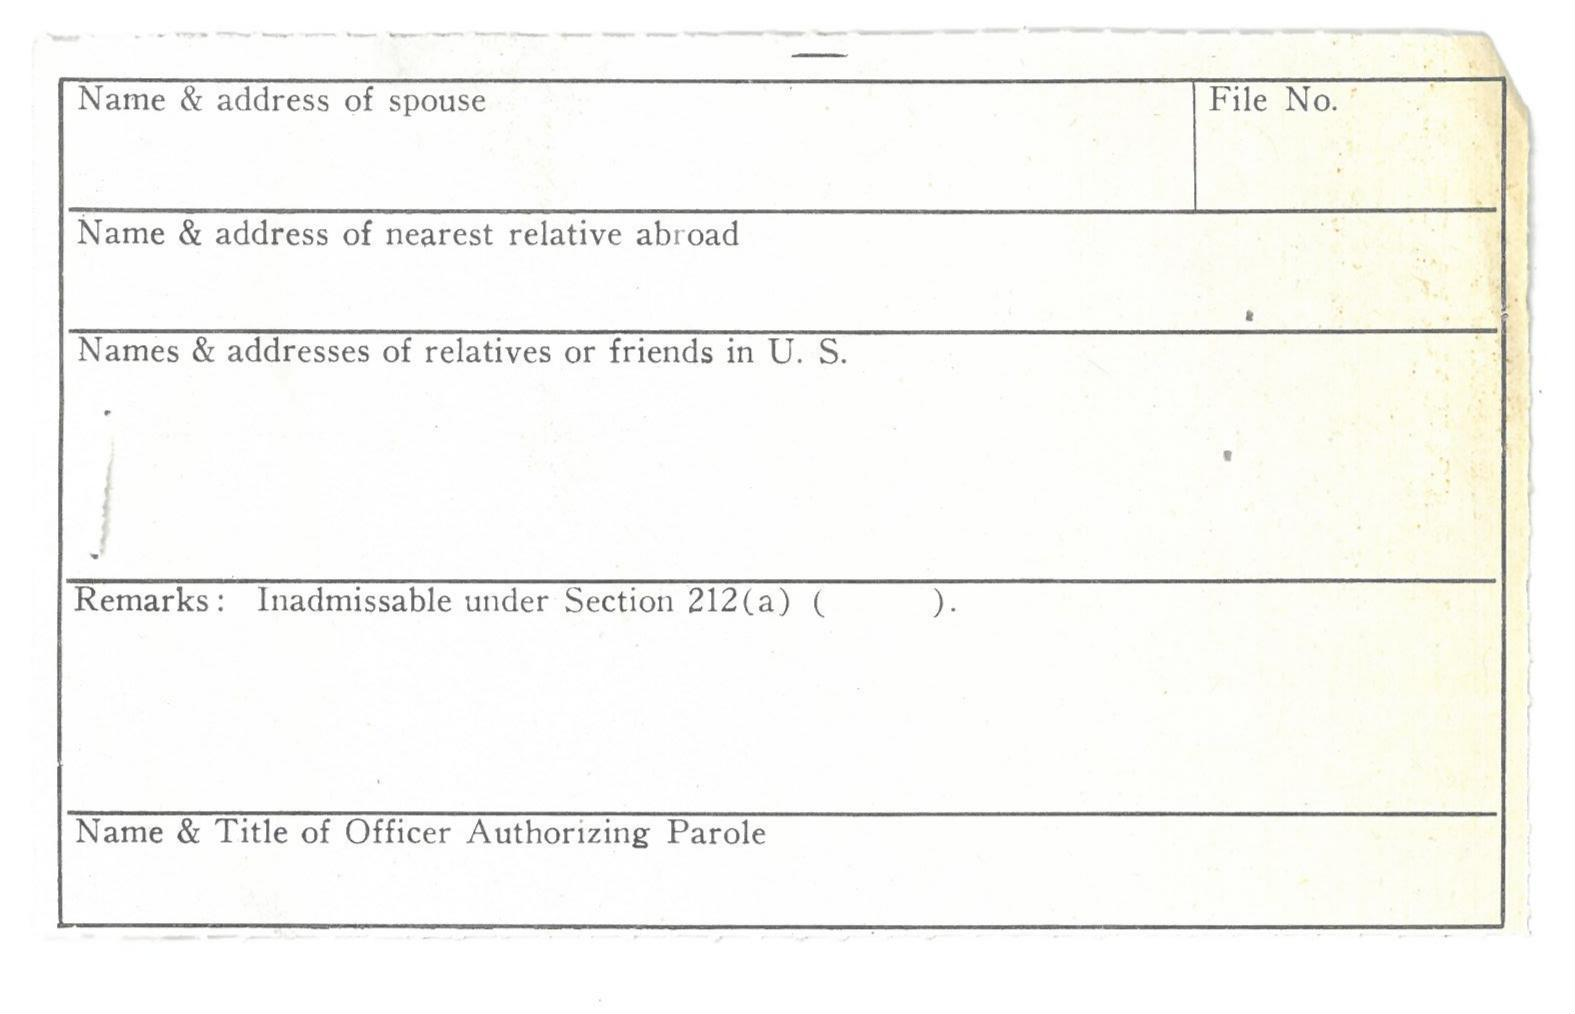 Name & address of spouse
File No.
Name & address of nearest relative abroad
Names & addresses of relatives or friends in U. S.
Remarks: Inadmissable under Section 212(a) ( ).
Name & Title of Officer Authorizing Parole